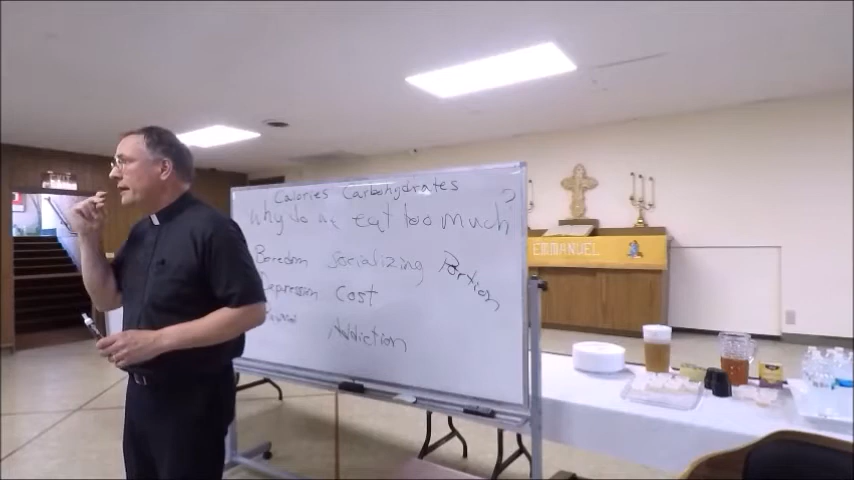 Calories Carbohydrates
why do we eat too much?
Boredom Socializing Portion
Depression Cost
Addiction
EMMANUEL